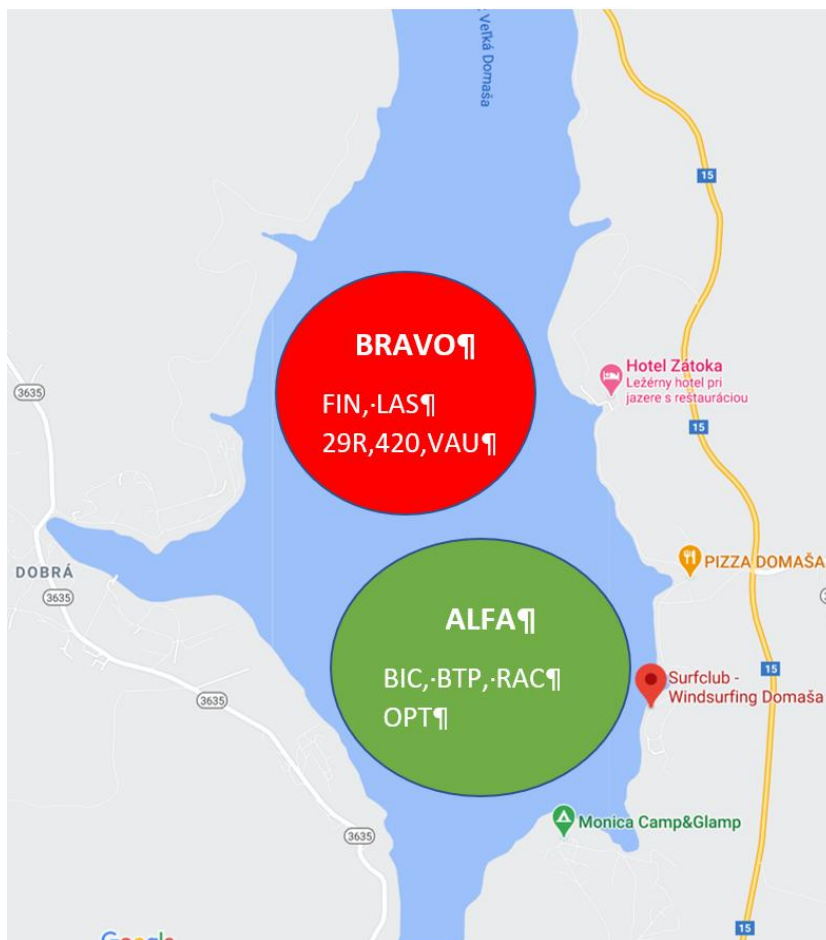 Veľká Domaša
15
BRAVO¶
FIN,·LAS¶
29R,420,VAU¶
Hotel Zátoka
Ležérny hotel pri
jazere s reštauráciou
3635
15
PIZZA DOMAŠA
DOBRÁ
3635
ALFA¶
BIC,·BTP,·RAC¶
OPT¶
15
Surfclub -
Windsurfing Domaša
3635
Monica Camp&Glamp
3635
15
Google